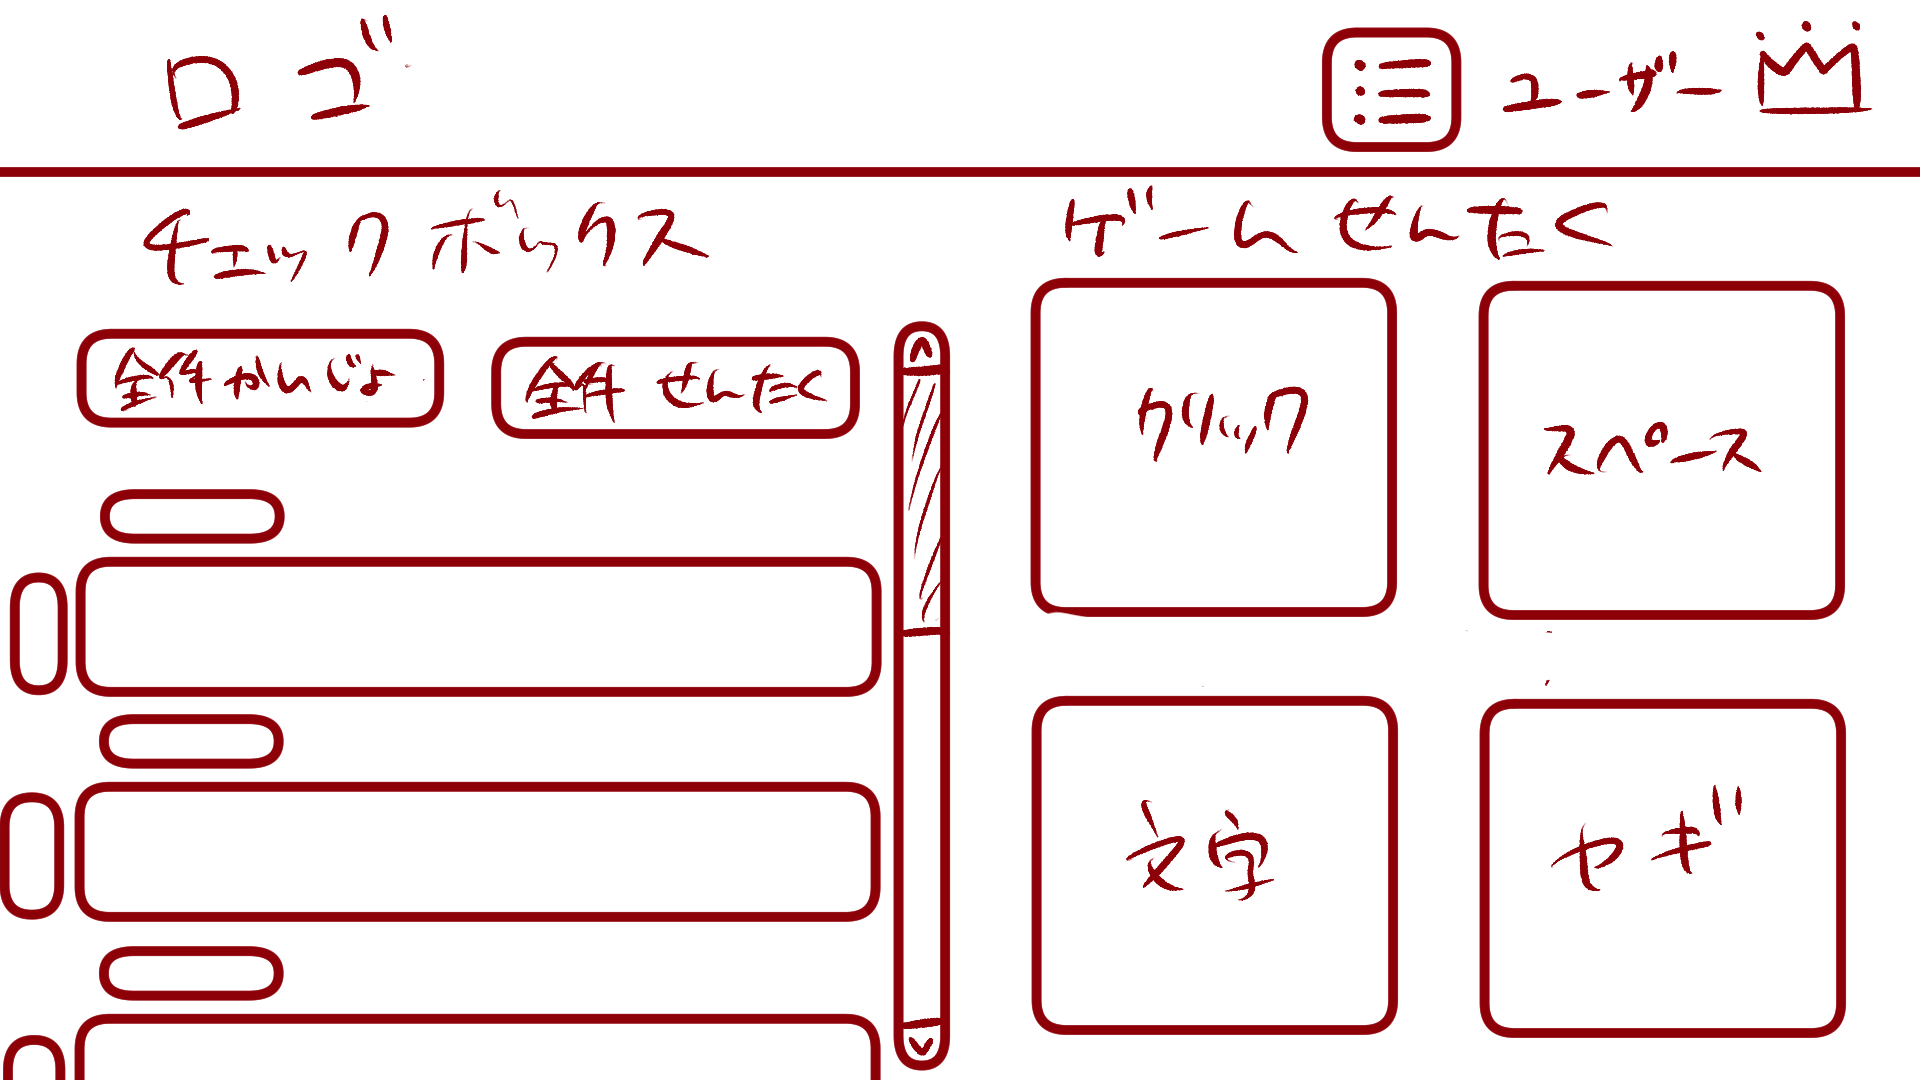 ロゴ
ユーザー
チェックボックス
ゲームせんたく
全件かいじょ
全件 せんたく
クリック
スペース
文字
ヤギ